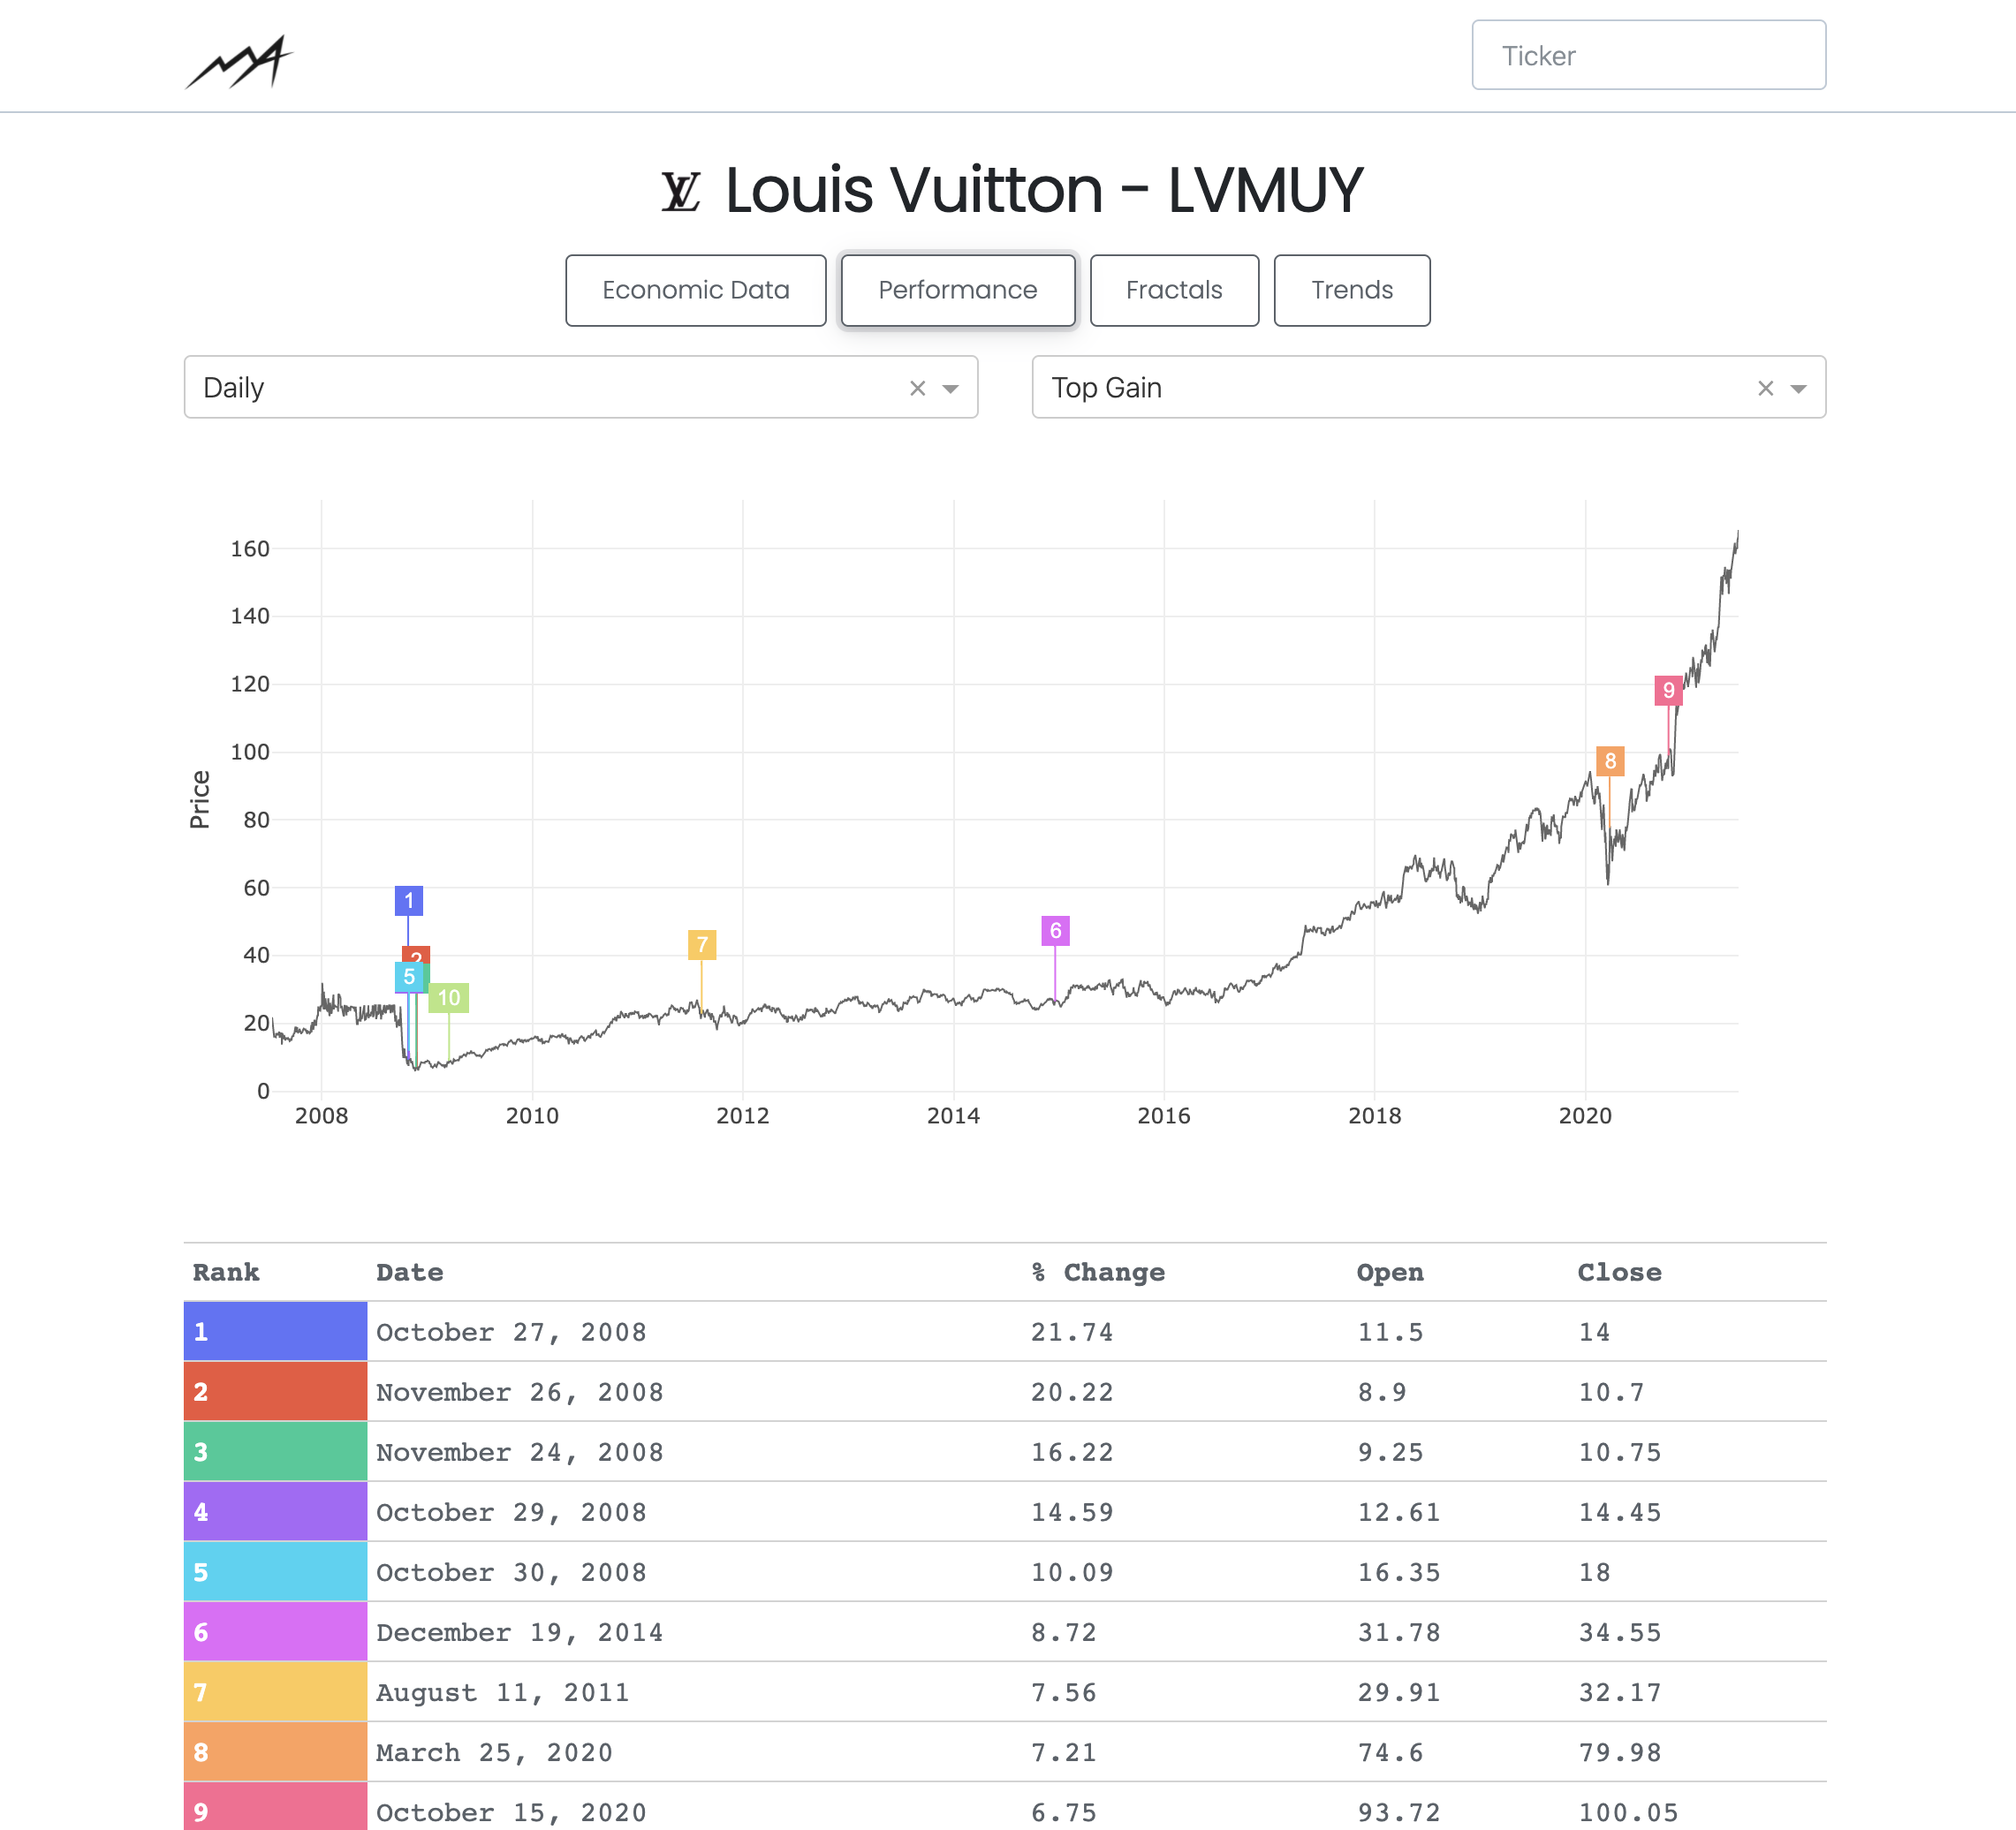 Ticker
Louis Vuitton - LVMUY
Economic Data Performance Fractals Trends
Daily Top Gain
160
140
120
100
80
60
40
20
0
Price
1
2
5
10
7
6
8
9
2008 2010 2012 2014 2016 2018 2020
Rank Date % Change Open Close
1 October 27, 2008 21.74 11.5 14
2 November 26, 2008 20.22 8.9 10.7
3 November 24, 2008 16.22 9.25 10.75
4 October 29, 2008 14.59 12.61 14.45
5 October 30, 2008 10.09 16.35 18
6 December 19, 2014 8.72 31.78 34.55
7 August 11, 2011 7.56 29.91 32.17
8 March 25, 2020 7.21 74.6 79.98
9 October 15, 2020 6.75 93.72 100.05